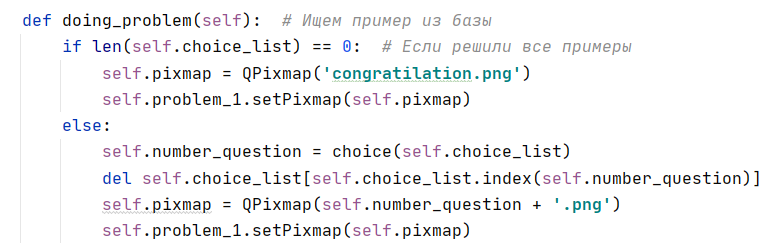 def doing_problem(self):  # Ищем пример из базы
    if len(self.choice_list) == 0:  # Если решили все примеры
        self.pixmap = QPixmap('congratilation.png')
        self.problem_1.setPixmap(self.pixmap)
    else:
        self.number_question = choice(self.choice_list)
        del self.choice_list[self.choice_list.index(self.number_question)]
        self.pixmap = QPixmap(self.number_question + '.png')
        self.problem_1.setPixmap(self.pixmap)